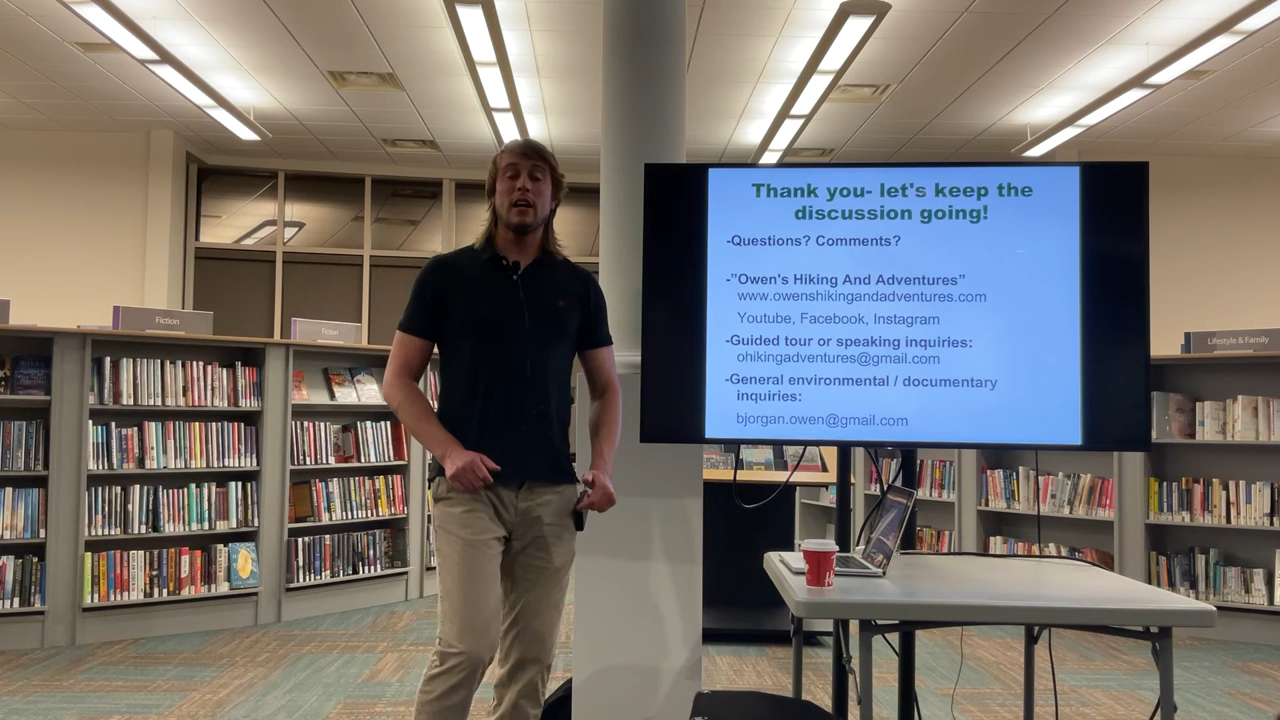 Thank you- let's keep the
discussion going!
-Questions? Comments?
-”Owen's Hiking And Adventures”
www.owenshikingandadventures.com
Youtube, Facebook, Instagram
-Guided tour or speaking inquiries:
ohikingadventures@gmail.com
-General environmental / documentary
inquiries:
bjorgan.owen@gmail.com
Fiction
Fiction
Lifestyle & Family